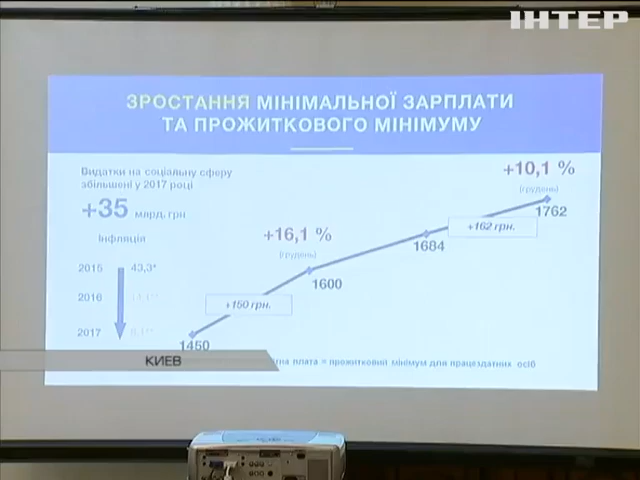 ІНТЕР
ЗРОСТАННЯ МІНІМАЛЬНОЇ ЗАРПЛАТИ
ТА ПРОЖИТКОВОГО МІНІМУМУ
Видатки на соціальну сферу
збільшені у 2017 році
+35 млрд. грн
Інфляція
2015 43,3*
2016
2017
+10,1 %
(грудень)
1762
+162 грн.
1684
+16,1 %
(грудень)
1600
+150 грн.
1450
КИЕВ
плата = прожитковий мінімум для працездатних осіб